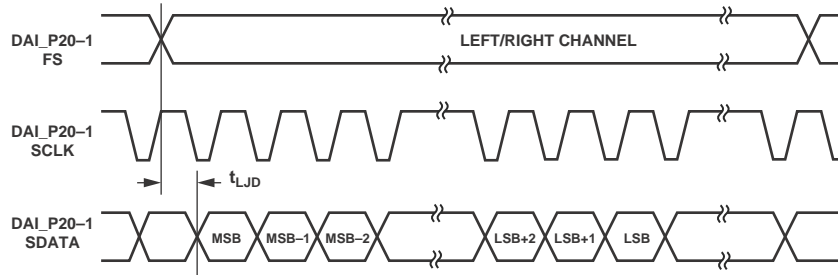 DAI_P20–1
FS
LEFT/RIGHT CHANNEL
DAI_P20–1
SCLK
tLJD
DAI_P20–1
SDATA
MSB
MSB–1
MSB–2
LSB+2
LSB+1
LSB